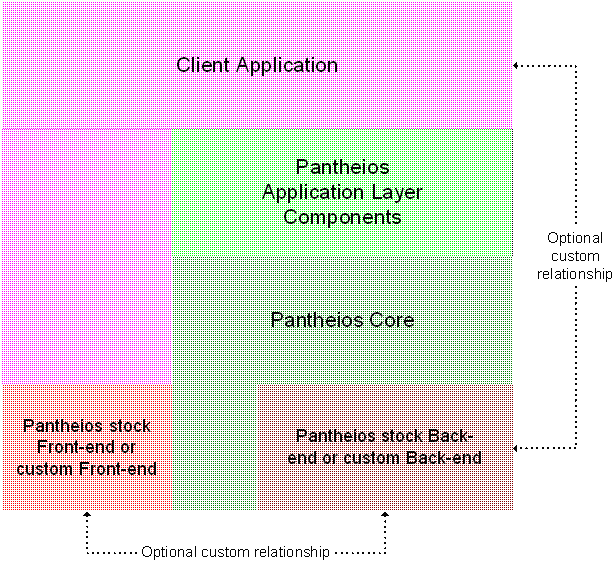 Client Application
Pantheios
Application Layer
Components
Optional
custom
relationship
Pantheios Core
Pantheios stock
Front-end or
custom Front-end
Pantheios stock Back-
end or custom Back-end
Optional custom relationship